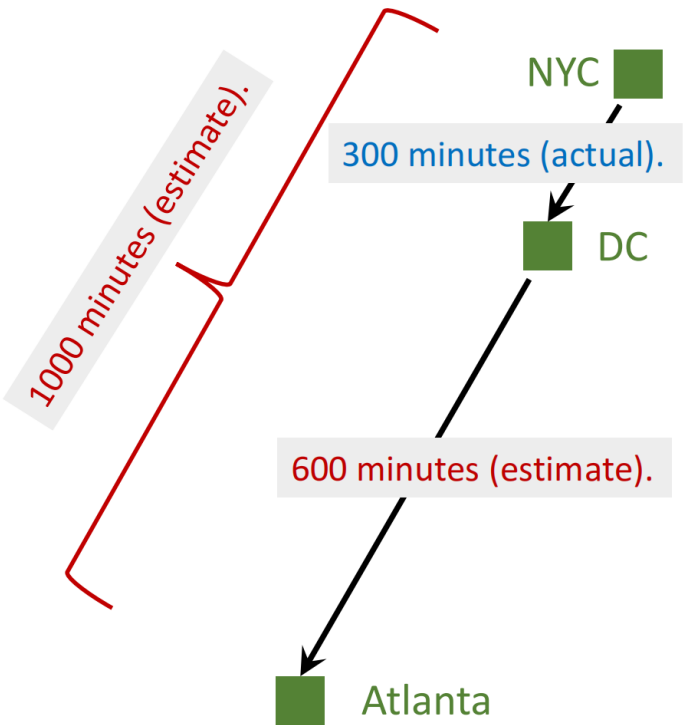 NYC
300 minutes (actual).
1000 minutes (estimate).
DC
600 minutes (estimate).
Atlanta